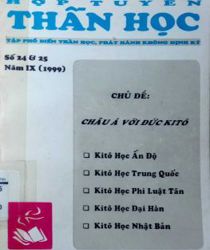 HỢP TUYỂN
THẦN HỌC
TẬP PHỔ BIẾN THẦN HỌC, PHÁT HÀNH KHÔNG ĐỊNH KỲ
Số 24 & 25
Năm IX (1999)
CHỦ ĐỀ:
CHÂU Á VỚI ĐỨC KITÔ
Kitô Học Ấn Độ
Kitô Học Trung Quốc
Kitô Học Phi Luật Tân
Kitô Học Đại Hàn
Kitô Học Nhật Bản